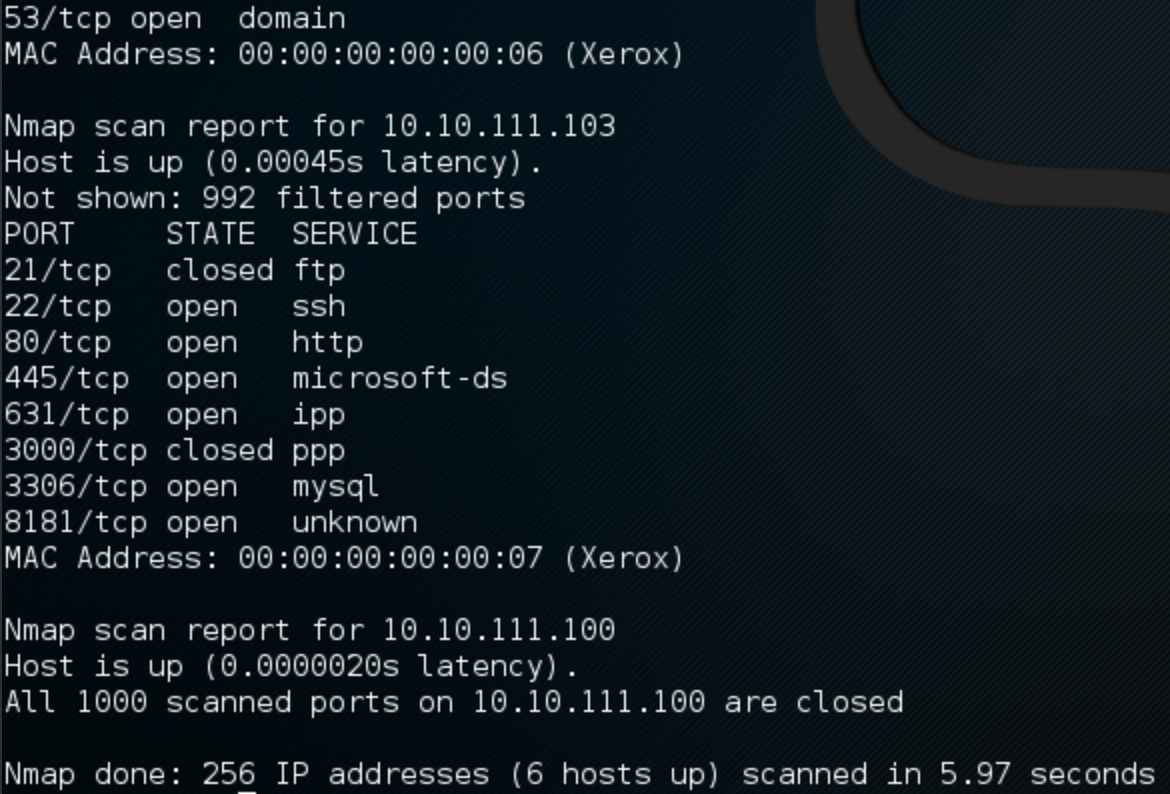 53/tcp open  domain
MAC Address: 00:00:00:00:00:06 (Xerox)
Nmap scan report for 10.10.111.103
Host is up (0.00045s latency).
Not shown: 992 filtered ports
PORT     STATE  SERVICE
21/tcp   closed ftp
22/tcp   open   ssh
80/tcp   open   http
445/tcp  open   microsoft-ds
631/tcp  open   ipp
3000/tcp closed ppp
3306/tcp open   mysql
8181/tcp open   unknown
MAC Address: 00:00:00:00:00:07 (Xerox)
Nmap scan report for 10.10.111.100
Host is up (0.0000020s latency).
All 1000 scanned ports on 10.10.111.100 are closed
Nmap done: 256 IP addresses (6 hosts up) scanned in 5.97 seconds